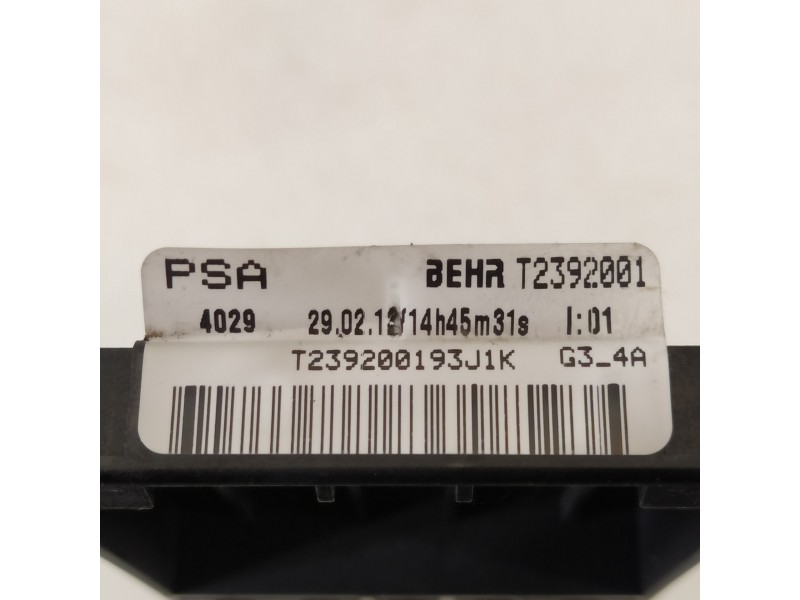 PSA BEHR T2392001
4029 29.02.12/14h45m31s I:01
T239200193J1K G3_4A